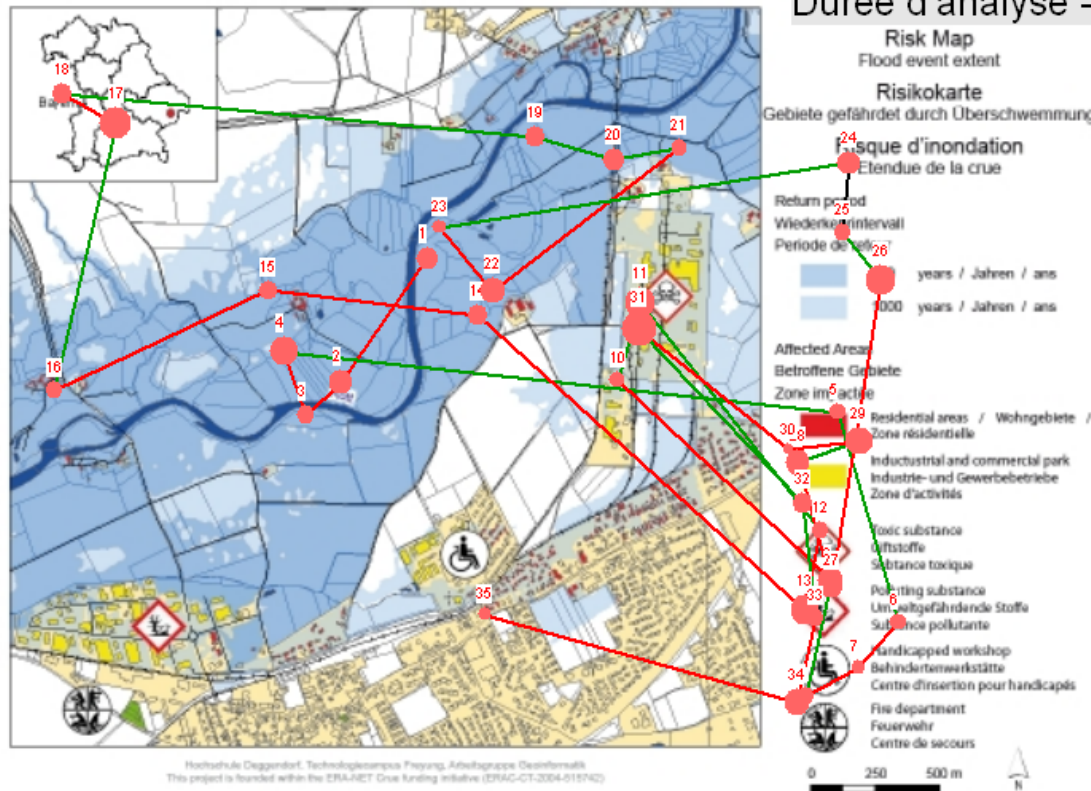 Durée d'analyse -
Risk Map
Flood event extent
Risikokarte
Gebiete gefährdet durch Überschwemmung
Risque d'inondation
Etendue de la crue
Return period
Wiederkehrintervall
Periode de
years / Jahren / ans
years / Jahren / ans
Affected Areas
Betroffene Gebiete
Zone impactée
Residential areas / Wohngebiete /
Zone résidentielle
Inductustrial and commercial park
Industrie- und Gewerbebetriebe
Zone d'activités
Toxic substance
Giftstoffe
Subtance toxique
Polluting substance
Umweltgefährdende Stoffe
Substance pollutante
Handicapped workshop
Behindertenwerkstätte
Centre d'insertion pour handicapés
Fire department
Feuerwehr
Centre de secours
0 250 500 m
N
18
17
19
20
21
24
25
26
23
1
22
14
15
11
31
4
2
3
16
10
5
29
30
8
32
12
27
13
33
6
7
34
35
Hochschule Deggendorf, Technologiecampus Freyung, Arbeitsgruppe Geoinformatik
This project is founded within the ERA-NET Crue funding initiative (ERAC-CT-2004-515742)